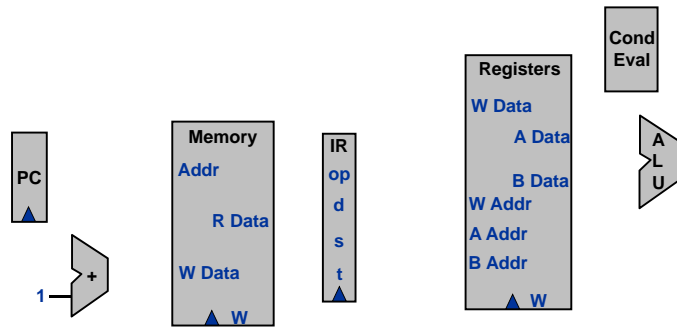 PC
1
+
Memory
Addr
R Data
W Data
W
IR
op
d
s
t
Registers
W Data
A Data
B Data
W Addr
A Addr
B Addr
W
Cond
Eval
A
L
U